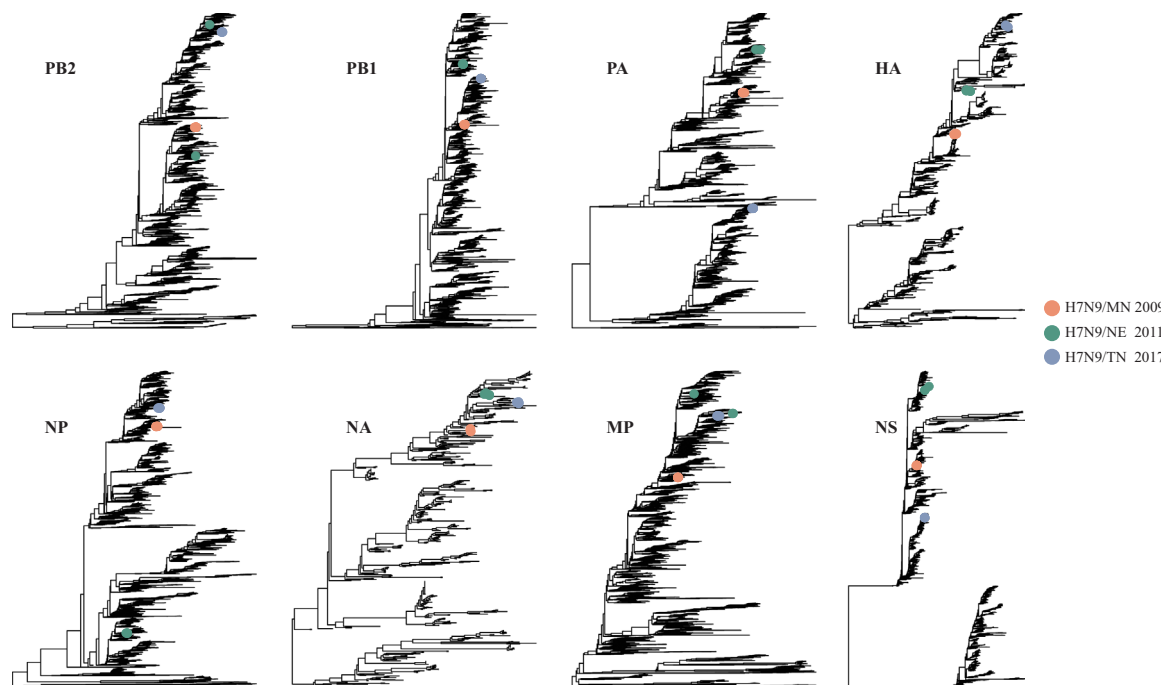 PB2
PB1
PA
HA
H7N9/MN 2009
H7N9/NE 2011
H7N9/TN 2017
NP
NA
MP
NS